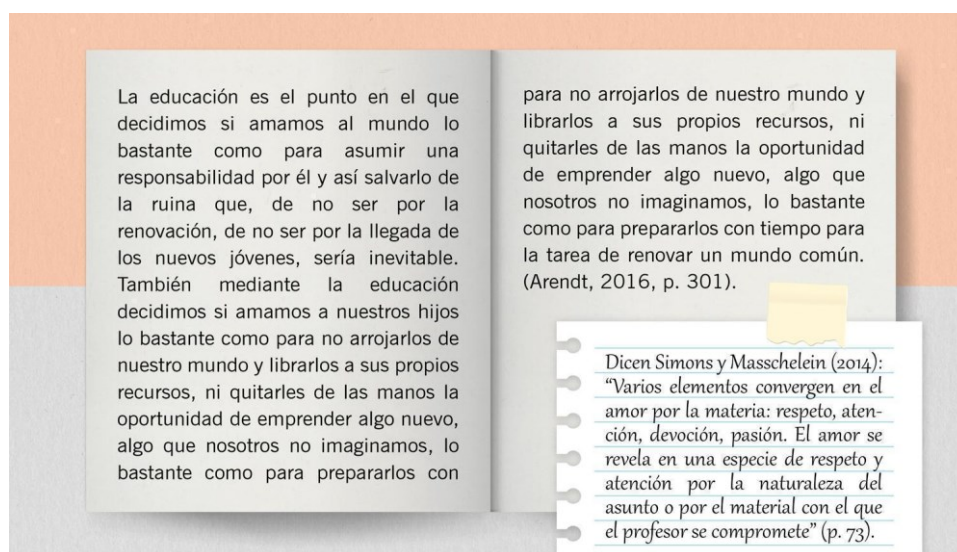 La educación es el punto en el que
decidimos si amamos al mundo lo
bastante como para asumir una
responsabilidad por él y así salvarlo de
la ruina que, de no ser por la
renovación, de no ser por la llegada de
los nuevos jóvenes, sería inevitable.
También mediante la educación
decidimos si amamos a nuestros hijos
lo bastante como para no arrojarlos de
nuestro mundo y librarlos a sus propios
recursos, ni quitarles de las manos la
oportunidad de emprender algo nuevo,
algo que nosotros no imaginamos, lo
bastante como para prepararlos con
para no arrojarlos de nuestro mundo y
librarlos a sus propios recursos, ni
quitarles de las manos la oportunidad
de emprender algo nuevo, algo que
nosotros no imaginamos, lo bastante
como para prepararlos con tiempo para
la tarea de renovar un mundo común.
(Arendt, 2016, p. 301).
Dicen Simons y Masschelein (2014):
“Varios elementos convergen en el
amor por la materia: respeto, aten-
ción, devoción, pasión. El amor se
revela en una especie de respeto y
atención por la naturaleza del
asunto o por el material con el que
el profesor se compromete” (p. 73).